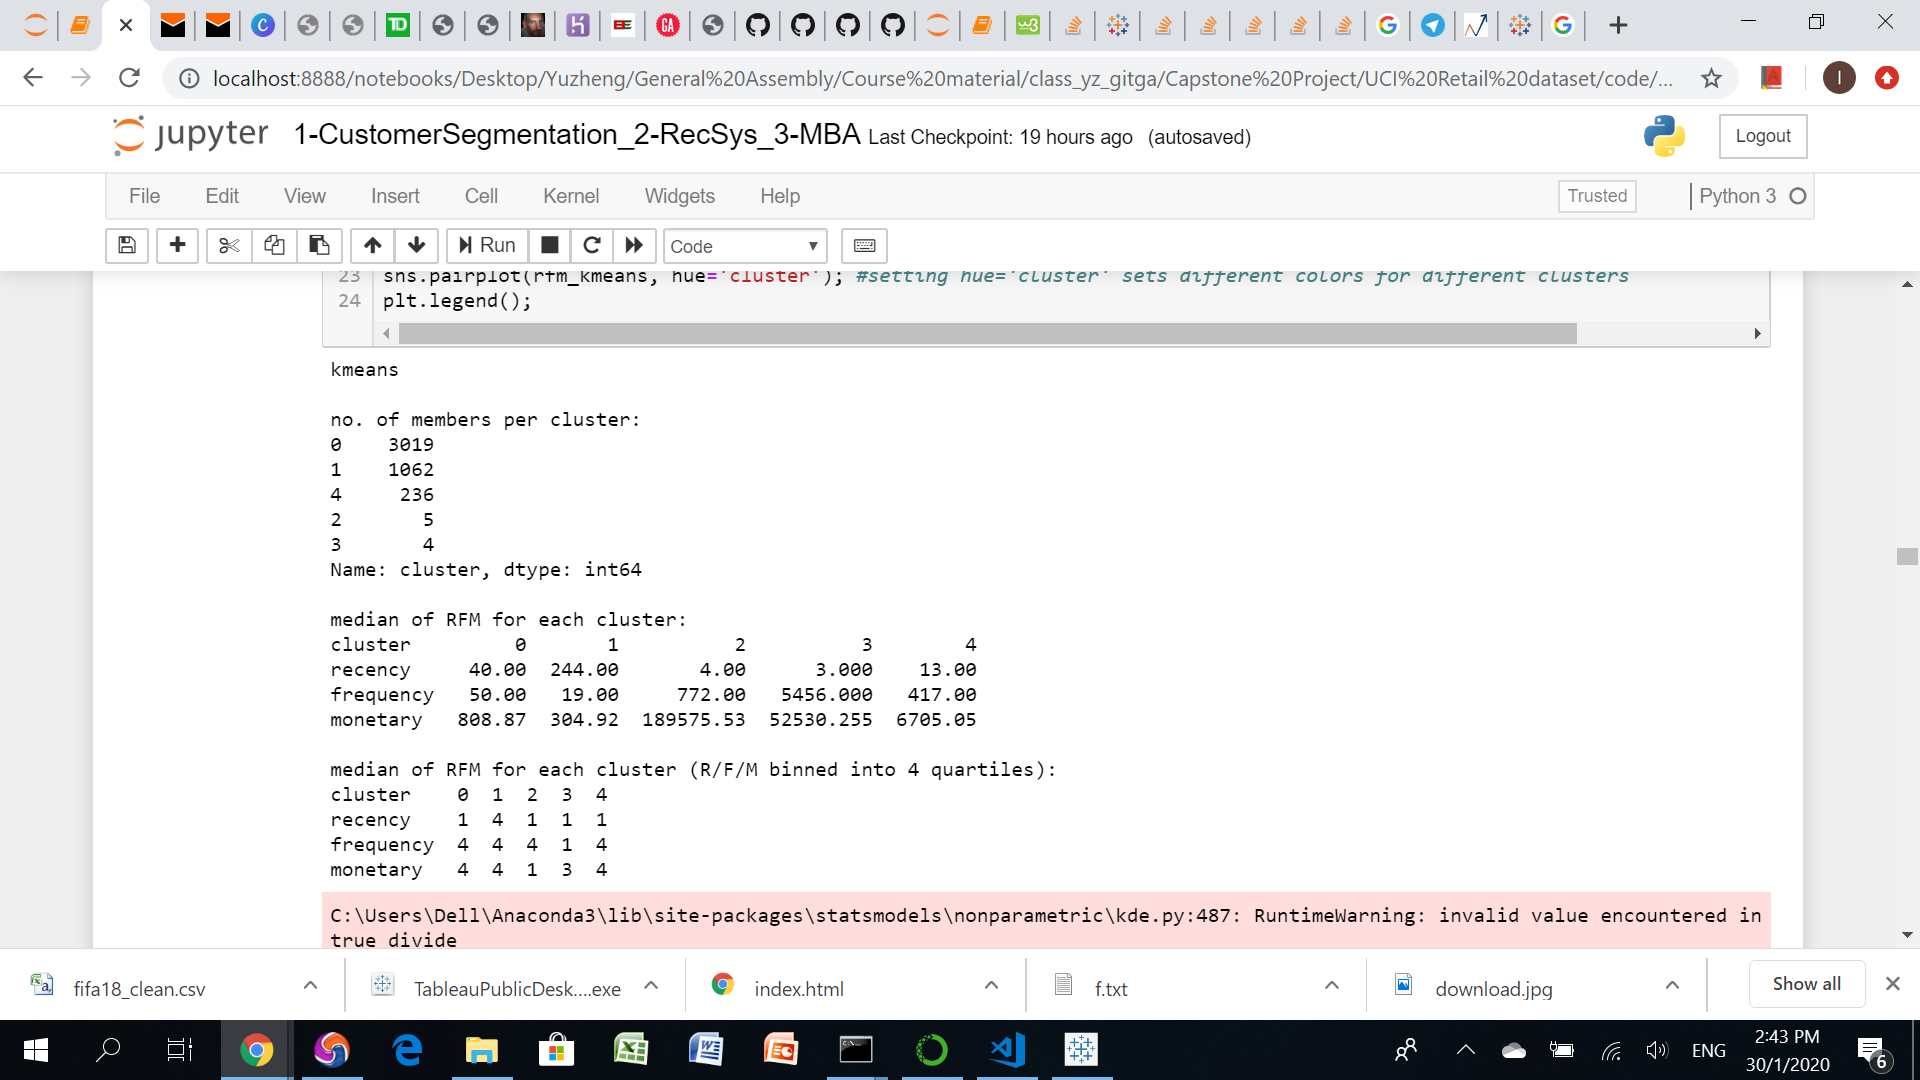 TD
GA
w3
localhost:8888/notebooks/Desktop/Yuzheng/General%20Assembly/Course%20material/class_yz_gitga/Capstone%20Project/UCI%20Retail%20dataset/code/...
I
jupyter 1-CustomerSegmentation_2-RecSys_3-MBA Last Checkpoint: 19 hours ago (autosaved)
Logout
File Edit View Insert Cell Kernel Widgets Help
Trusted
Python 3
Run
Code
23 sns.pairplot(rfm_kmeans, hue='cluster'); #setting hue='cluster' sets different colors for different clusters
24 plt.legend();
kmeans
no. of members per cluster:
0 3019
1 1062
4 236
2 5
3 4
Name: cluster, dtype: int64
median of RFM for each cluster:
cluster 0 1 2 3 4
recency 40.00 244.00 4.00 3.000 13.00
frequency 50.00 19.00 772.00 5456.000 417.00
monetary 808.87 304.92 189575.53 52530.255 6705.05
median of RFM for each cluster (R/F/M binned into 4 quartiles):
cluster 0 1 2 3 4
recency 1 4 1 1 1
frequency 4 4 4 1 4
monetary 4 4 1 3 4
C:\Users\Dell\Anaconda3\lib\site-packages\statsmodels\nonparametric\kde.py:487: RuntimeWarning: invalid value encountered in
true divide
fifa18_clean.csv
TableauPublicDesk....exe
index.html
f.txt
download.jpg
Show all
ENG
2:43 PM
30/1/2020
6